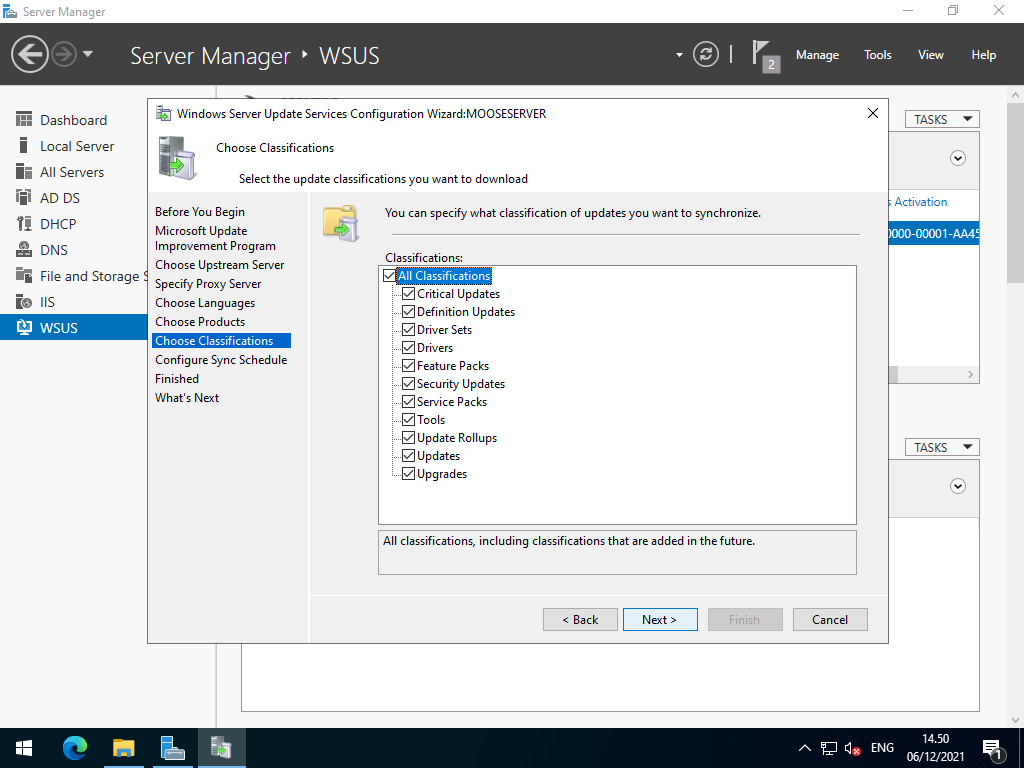 Server Manager
Server Manager ‣ WSUS
2
Manage
Tools
View
Help
Dashboard
Local Server
All Servers
AD DS
DHCP
DNS
File and Storage S
IIS
WSUS
TASKS
s Activation
0000-00001-AA45
TASKS
Windows Server Update Services Configuration Wizard:MOOSESERVER
Choose Classifications
Select the update classifications you want to download
Before You Begin
Microsoft Update
Improvement Program
Choose Upstream Server
Specify Proxy Server
Choose Languages
Choose Products
Choose Classifications
Configure Sync Schedule
Finished
What's Next
You can specify what classification of updates you want to synchronize.
Classifications:
All Classifications
Critical Updates
Definition Updates
Driver Sets
Drivers
Feature Packs
Security Updates
Service Packs
Tools
Update Rollups
Updates
Upgrades
All classifications, including classifications that are added in the future.
< Back
Next >
Finish
Cancel
ENG
14.50
06/12/2021
1